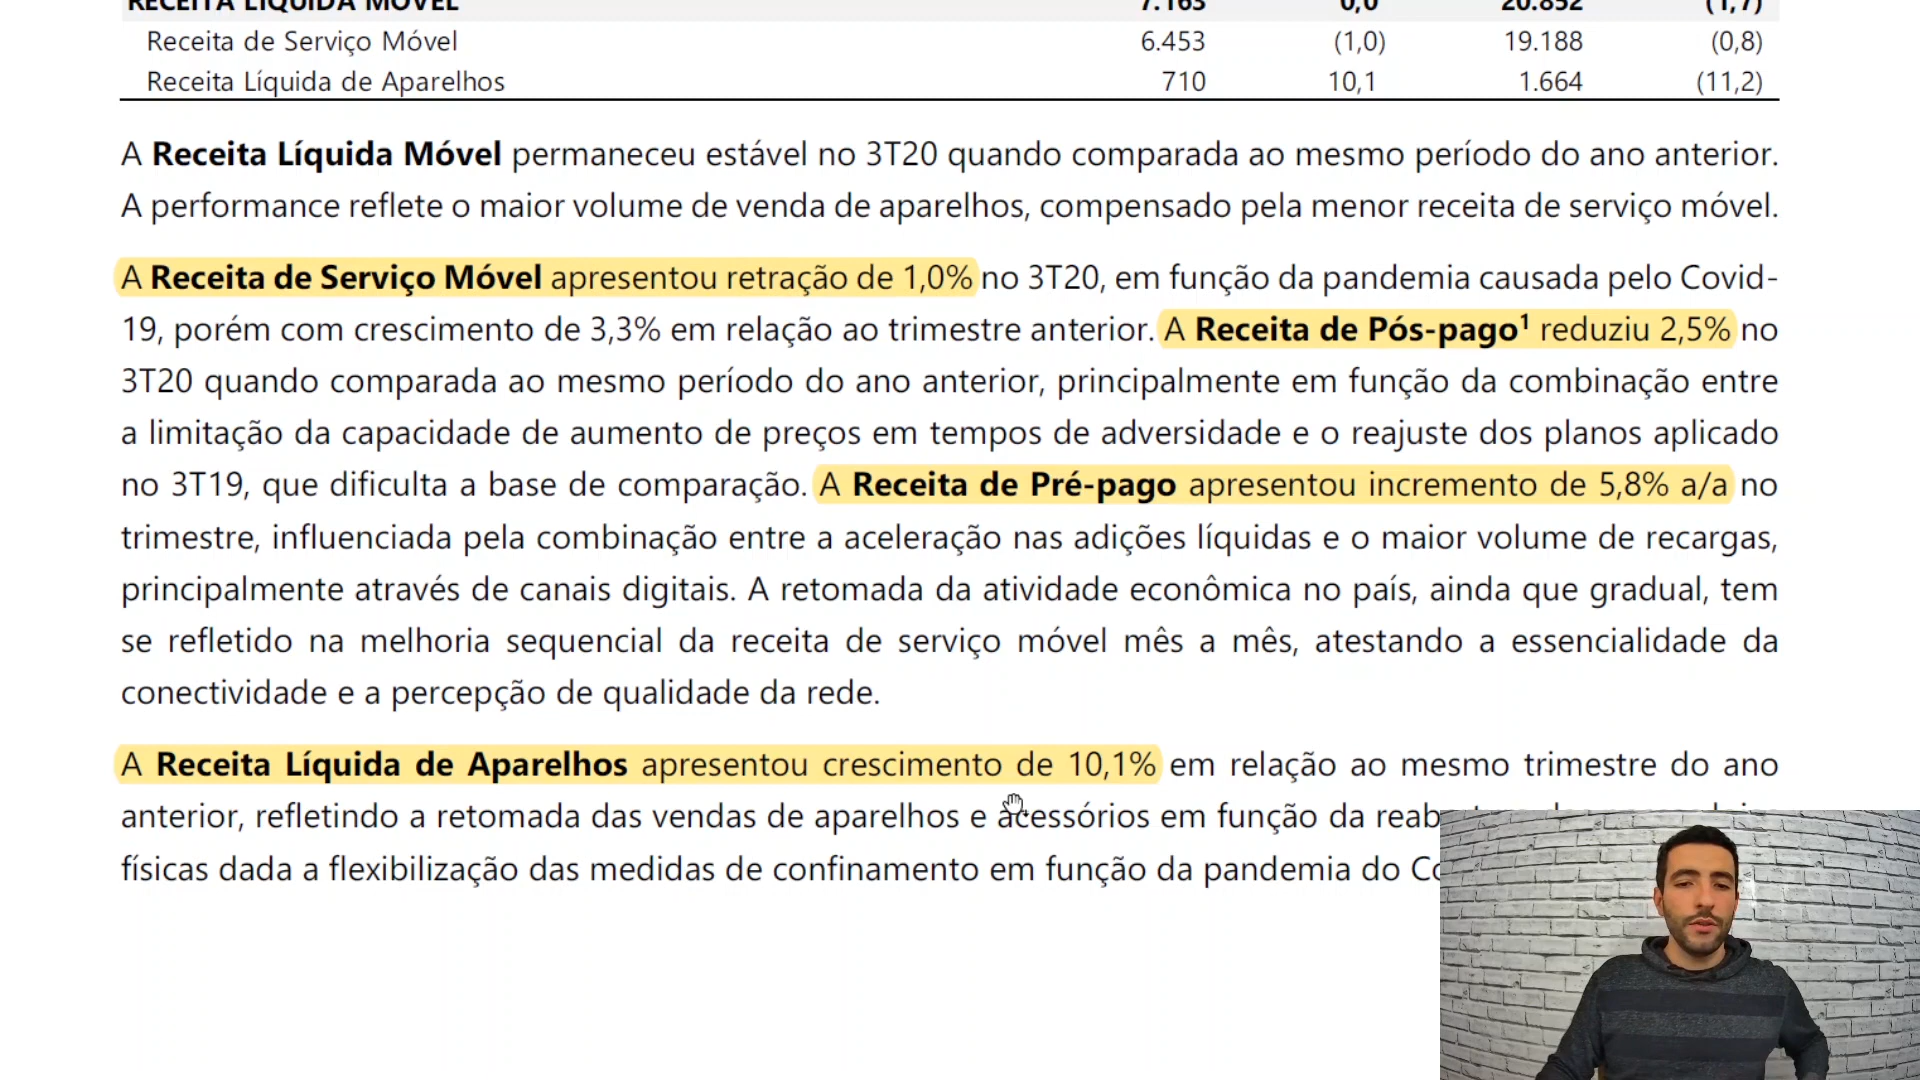 RECEITA LÍQUIDA MÓVEL 7.163 0,0 20.852 (1,7)
Receita de Serviço Móvel 6.453 (1,0) 19.188 (0,8)
Receita Líquida de Aparelhos 710 10,1 1.664 (11,2)
A Receita Líquida Móvel permaneceu estável no 3T20 quando comparada ao mesmo período do ano anterior.
A performance reflete o maior volume de venda de aparelhos, compensado pela menor receita de serviço móvel.
A Receita de Serviço Móvel apresentou retração de 1,0% no 3T20, em função da pandemia causada pelo Covid-
19, porém com crescimento de 3,3% em relação ao trimestre anterior. A Receita de Pós-pago¹ reduziu 2,5% no
3T20 quando comparada ao mesmo período do ano anterior, principalmente em função da combinação entre
a limitação da capacidade de aumento de preços em tempos de adversidade e o reajuste dos planos aplicado
no 3T19, que dificulta a base de comparação. A Receita de Pré-pago apresentou incremento de 5,8% a/a no
trimestre, influenciada pela combinação entre a aceleração nas adições líquidas e o maior volume de recargas,
principalmente através de canais digitais. A retomada da atividade econômica no país, ainda que gradual, tem
se refletido na melhoria sequencial da receita de serviço móvel mês a mês, atestando a essencialidade da
conectividade e a percepção de qualidade da rede.
A Receita Líquida de Aparelhos apresentou crescimento de 10,1% em relação ao mesmo trimestre do ano
anterior, refletindo a retomada das vendas de aparelhos e acessórios em função da
físicas dada a flexibilização das medidas de confinamento em função da pandemia do